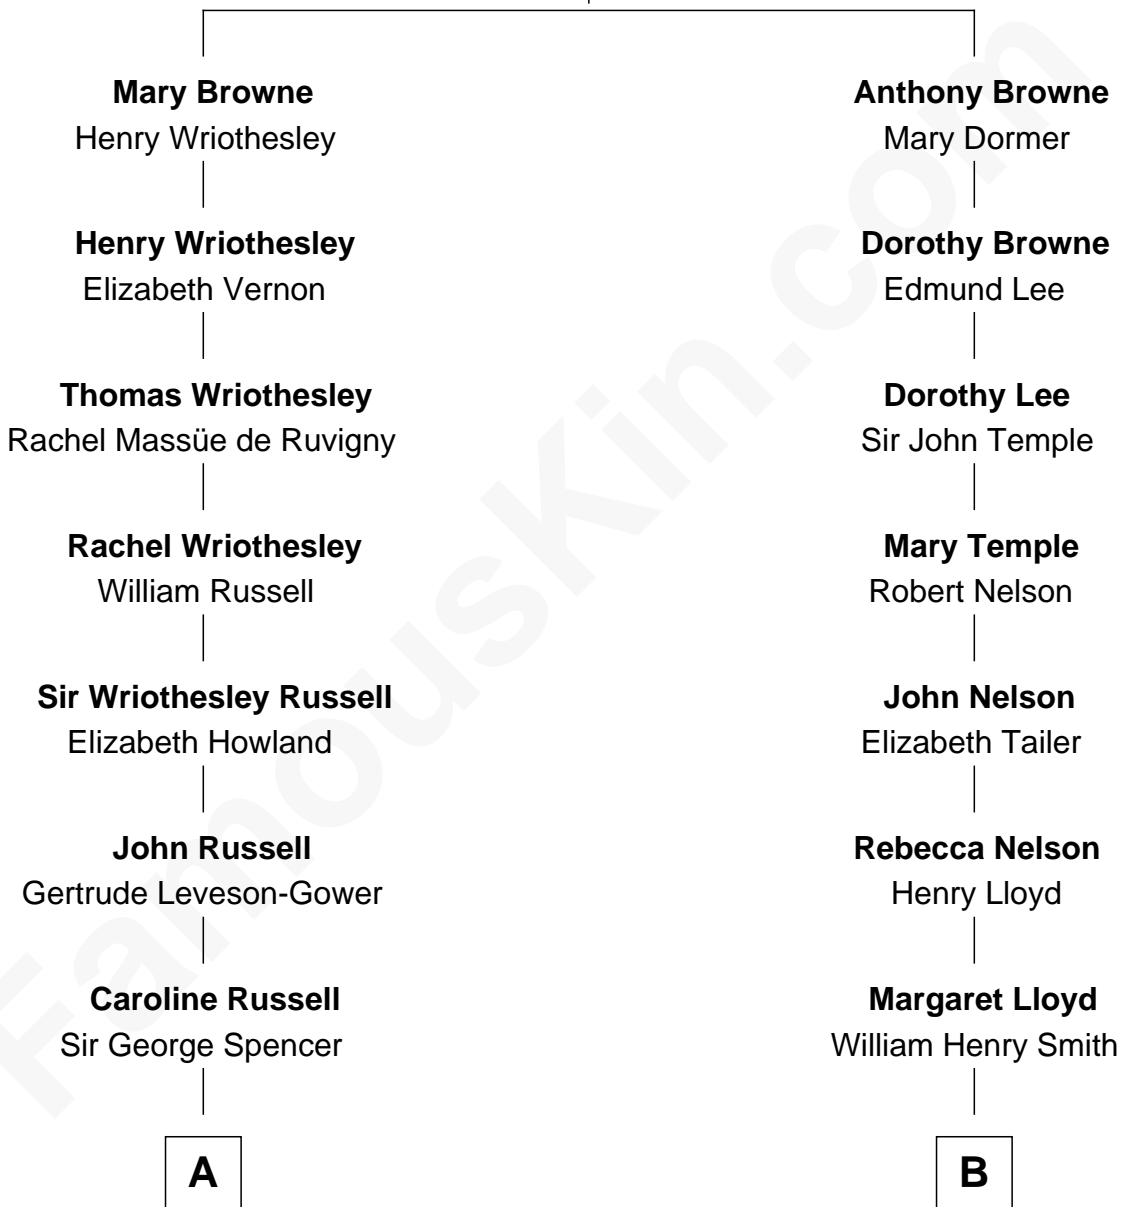 Mary Browne
Henry Wriothesley
Henry Wriothesley
Elizabeth Vernon
Thomas Wriothesley
Rachel Massüe de Ruvigny
Rachel Wriothesley
William Russell
Sir Wriothesley Russell
Elizabeth Howland
John Russell
Gertrude Leveson-Gower
Caroline Russell
Sir George Spencer
A
Anthony Browne
Mary Dormer
Dorothy Browne
Edmund Lee
Dorothy Lee
Sir John Temple
Mary Temple
Robert Nelson
John Nelson
Elizabeth Tailer
Rebecca Nelson
Henry Lloyd
Margaret Lloyd
William Henry Smith
B
FamousKin.com